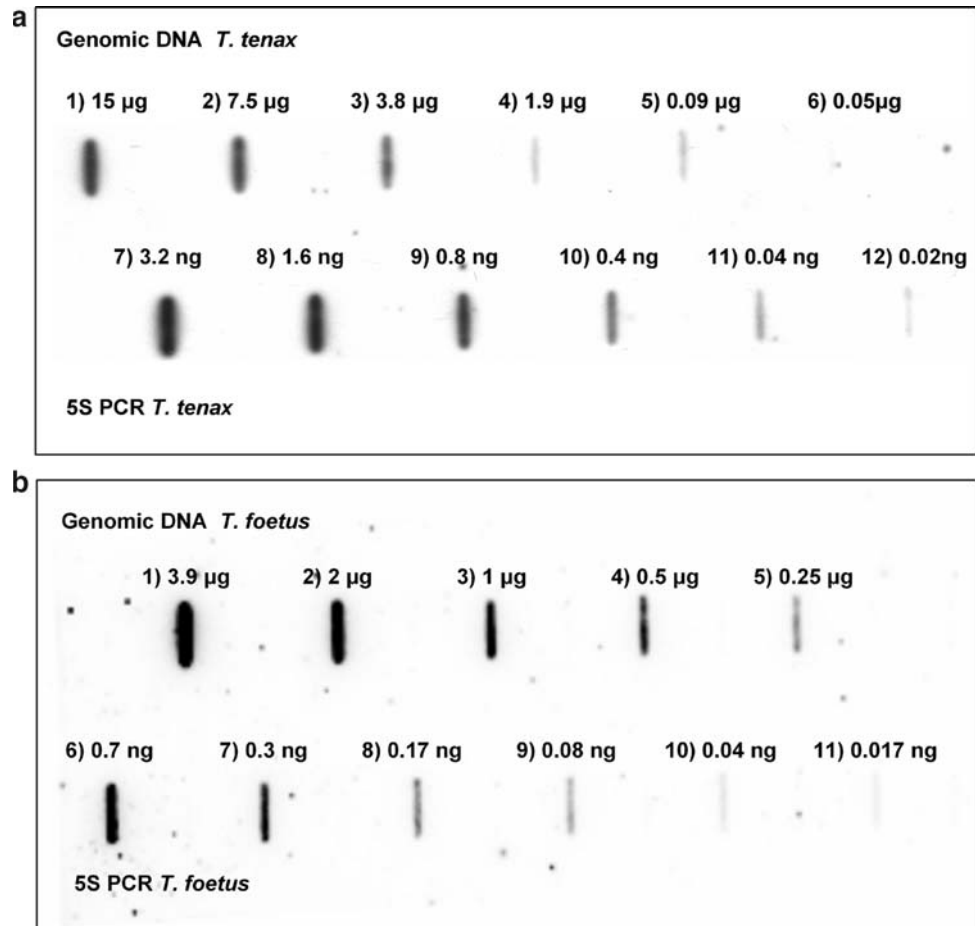 a
Genomic DNA T. tenax
1) 15 µg 2) 7.5 µg 3) 3.8 µg 4) 1.9 µg 5) 0.09 µg 6) 0.05µg
7) 3.2 ng 8) 1.6 ng 9) 0.8 ng 10) 0.4 ng 11) 0.04 ng 12) 0.02ng
5S PCR T. tenax
b
Genomic DNA T. foetus
1) 3.9 µg 2) 2 µg 3) 1 µg 4) 0.5 µg 5) 0.25 µg
6) 0.7 ng 7) 0.3 ng 8) 0.17 ng 9) 0.08 ng 10) 0.04 ng 11) 0.017 ng
5S PCR T. foetus